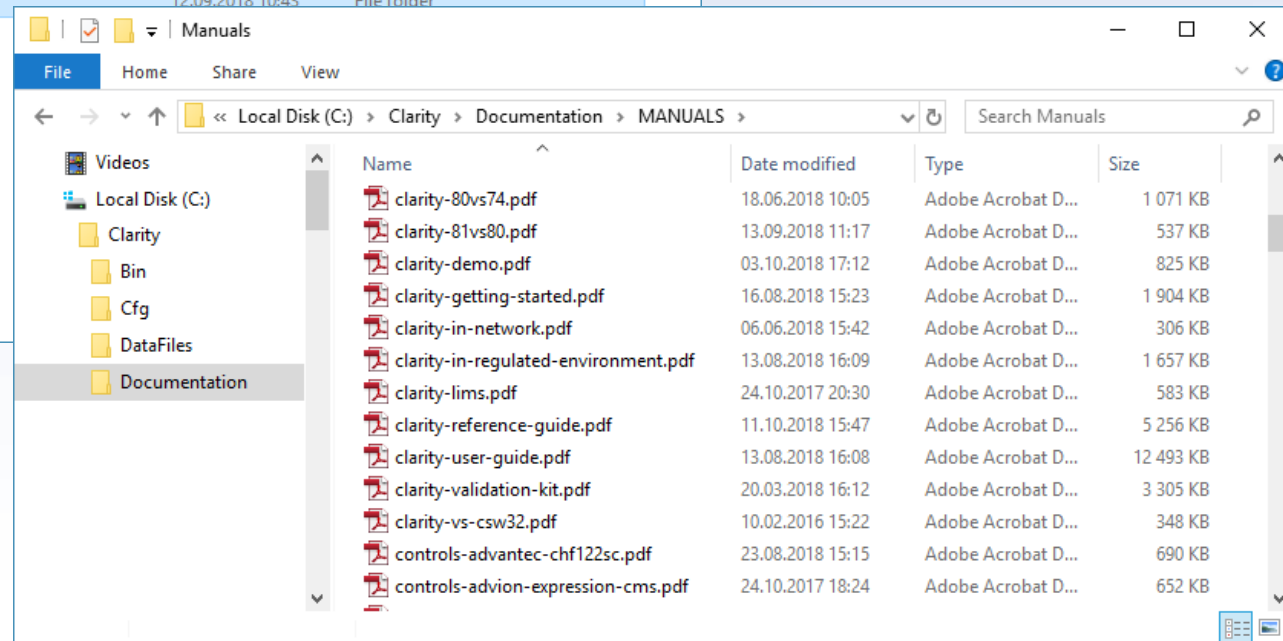 12.09.2018 10:45 File folder
Manuals
File Home Share View
« Local Disk (C:) › Clarity › Documentation › MANUALS ›
Search Manuals
Videos
Local Disk (C:)
Clarity
Bin
Cfg
DataFiles
Documentation
Name Date modified Type Size
clarity-80vs74.pdf 18.06.2018 10:05 Adobe Acrobat D... 1 071 KB
clarity-81vs80.pdf 13.09.2018 11:17 Adobe Acrobat D... 537 KB
clarity-demo.pdf 03.10.2018 17:12 Adobe Acrobat D... 825 KB
clarity-getting-started.pdf 16.08.2018 15:23 Adobe Acrobat D... 1 904 KB
clarity-in-network.pdf 06.06.2018 15:42 Adobe Acrobat D... 306 KB
clarity-in-regulated-environment.pdf 13.08.2018 16:09 Adobe Acrobat D... 1 657 KB
clarity-lims.pdf 24.10.2017 20:30 Adobe Acrobat D... 583 KB
clarity-reference-guide.pdf 11.10.2018 15:47 Adobe Acrobat D... 5 256 KB
clarity-user-guide.pdf 13.08.2018 16:08 Adobe Acrobat D... 12 493 KB
clarity-validation-kit.pdf 20.03.2018 16:12 Adobe Acrobat D... 3 305 KB
clarity-vs-csw32.pdf 10.02.2016 15:22 Adobe Acrobat D... 348 KB
controls-advantec-chf122sc.pdf 23.08.2018 15:15 Adobe Acrobat D... 690 KB
controls-advion-expression-cms.pdf 24.10.2017 18:24 Adobe Acrobat D... 652 KB